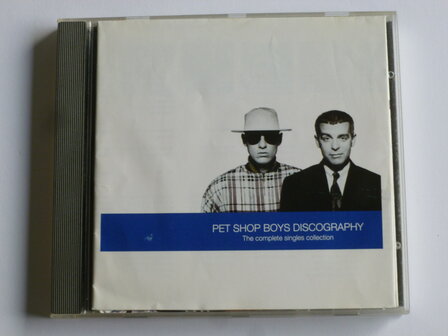 PET SHOP BOYS DISCOGRAPHY
The complete singles collection